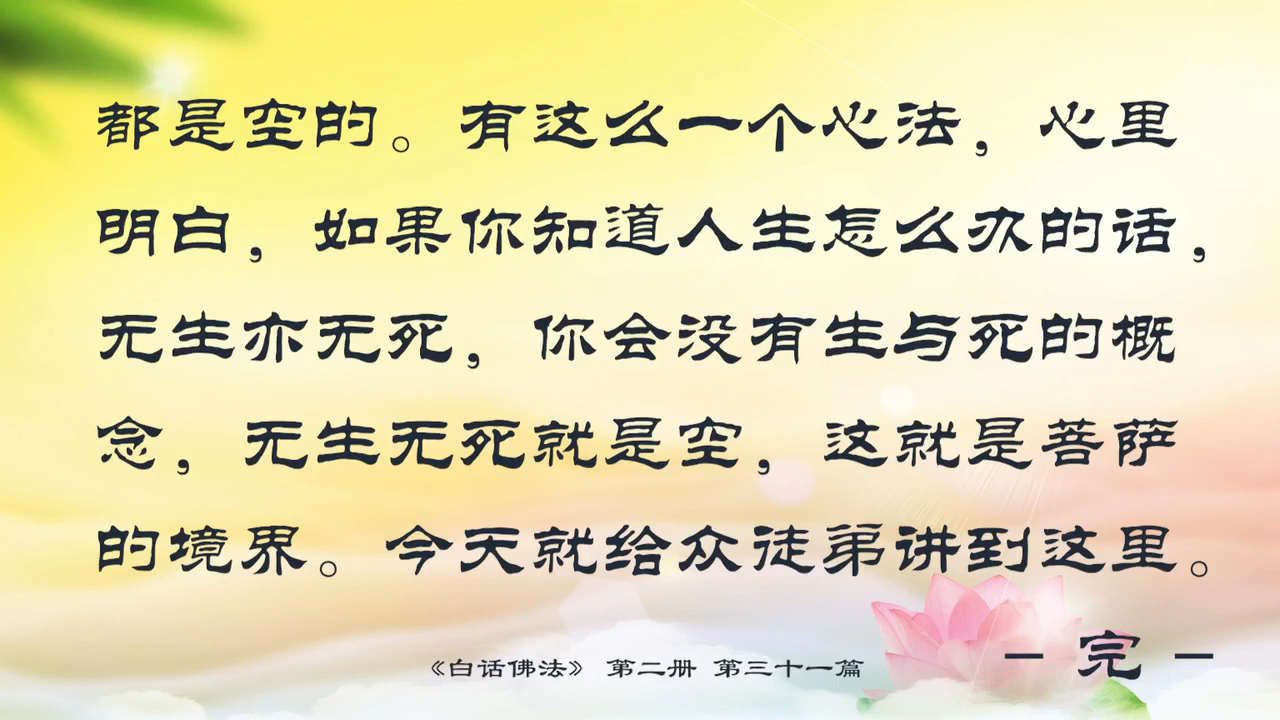 都是空的。有这么一个心法，心里
明白，如果你知道人生怎么办的话，
无生亦无死，你会没有生与死的概
念，无生无死就是空，这就是菩萨
的境界。今天就给众徒弟讲到这里。
－ 完 －
《白话佛法》 第二册 第三十一篇